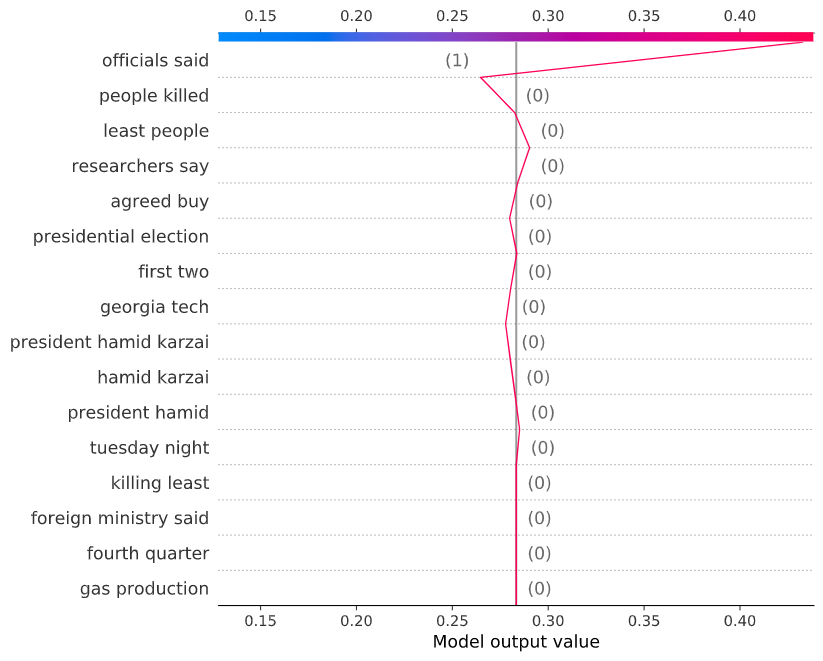 0.15 0.20 0.25 0.30 0.35 0.40
officials said (1)
people killed (0)
least people (0)
researchers say (0)
agreed buy (0)
presidential election (0)
first two (0)
georgia tech (0)
president hamid karzai (0)
hamid karzai (0)
president hamid (0)
tuesday night (0)
killing least (0)
foreign ministry said (0)
fourth quarter (0)
gas production (0)
0.15 0.20 0.25 0.30 0.35 0.40
Model output value